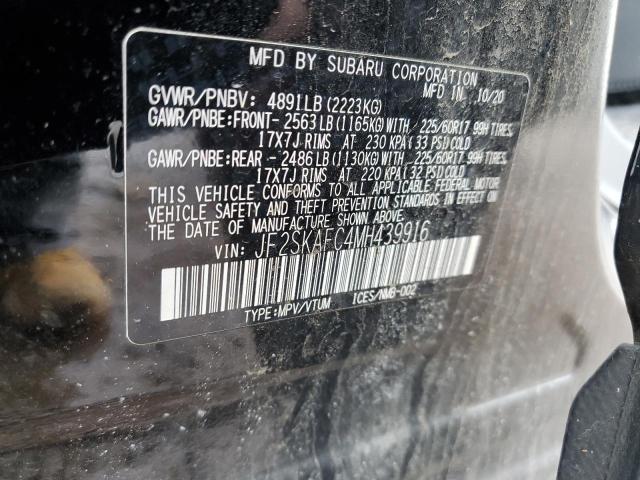 MFD BY SUBARU CORPORATION
MFD IN 10/20
GVWR/PNBV: 4891LB (2223KG)
GAWR/PNBE:FRONT- 2563LB (1165KG) WITH 225/60R17 99H TIRES,
17X7J RIMS AT 230 KPA( 33 PSI) COLD
GAWR/PNBE:REAR - 2486LB (1130KG) WITH 225/60R17 99H TIRES,
17X7J RIMS AT 220 KPA( 32 PSI) COLD
THIS VEHICLE CONFORMS TO ALL APPLICABLE FEDERAL MOTOR
VEHICLE SAFETY AND THEFT PREVENTION STANDARDS IN EFFECT ON
THE DATE OF MANUFACTURE SHOWN ABOVE.
VIN: JF2SKAFC4MH439916
TYPE:MPV/VTUM ICES/NMB-002